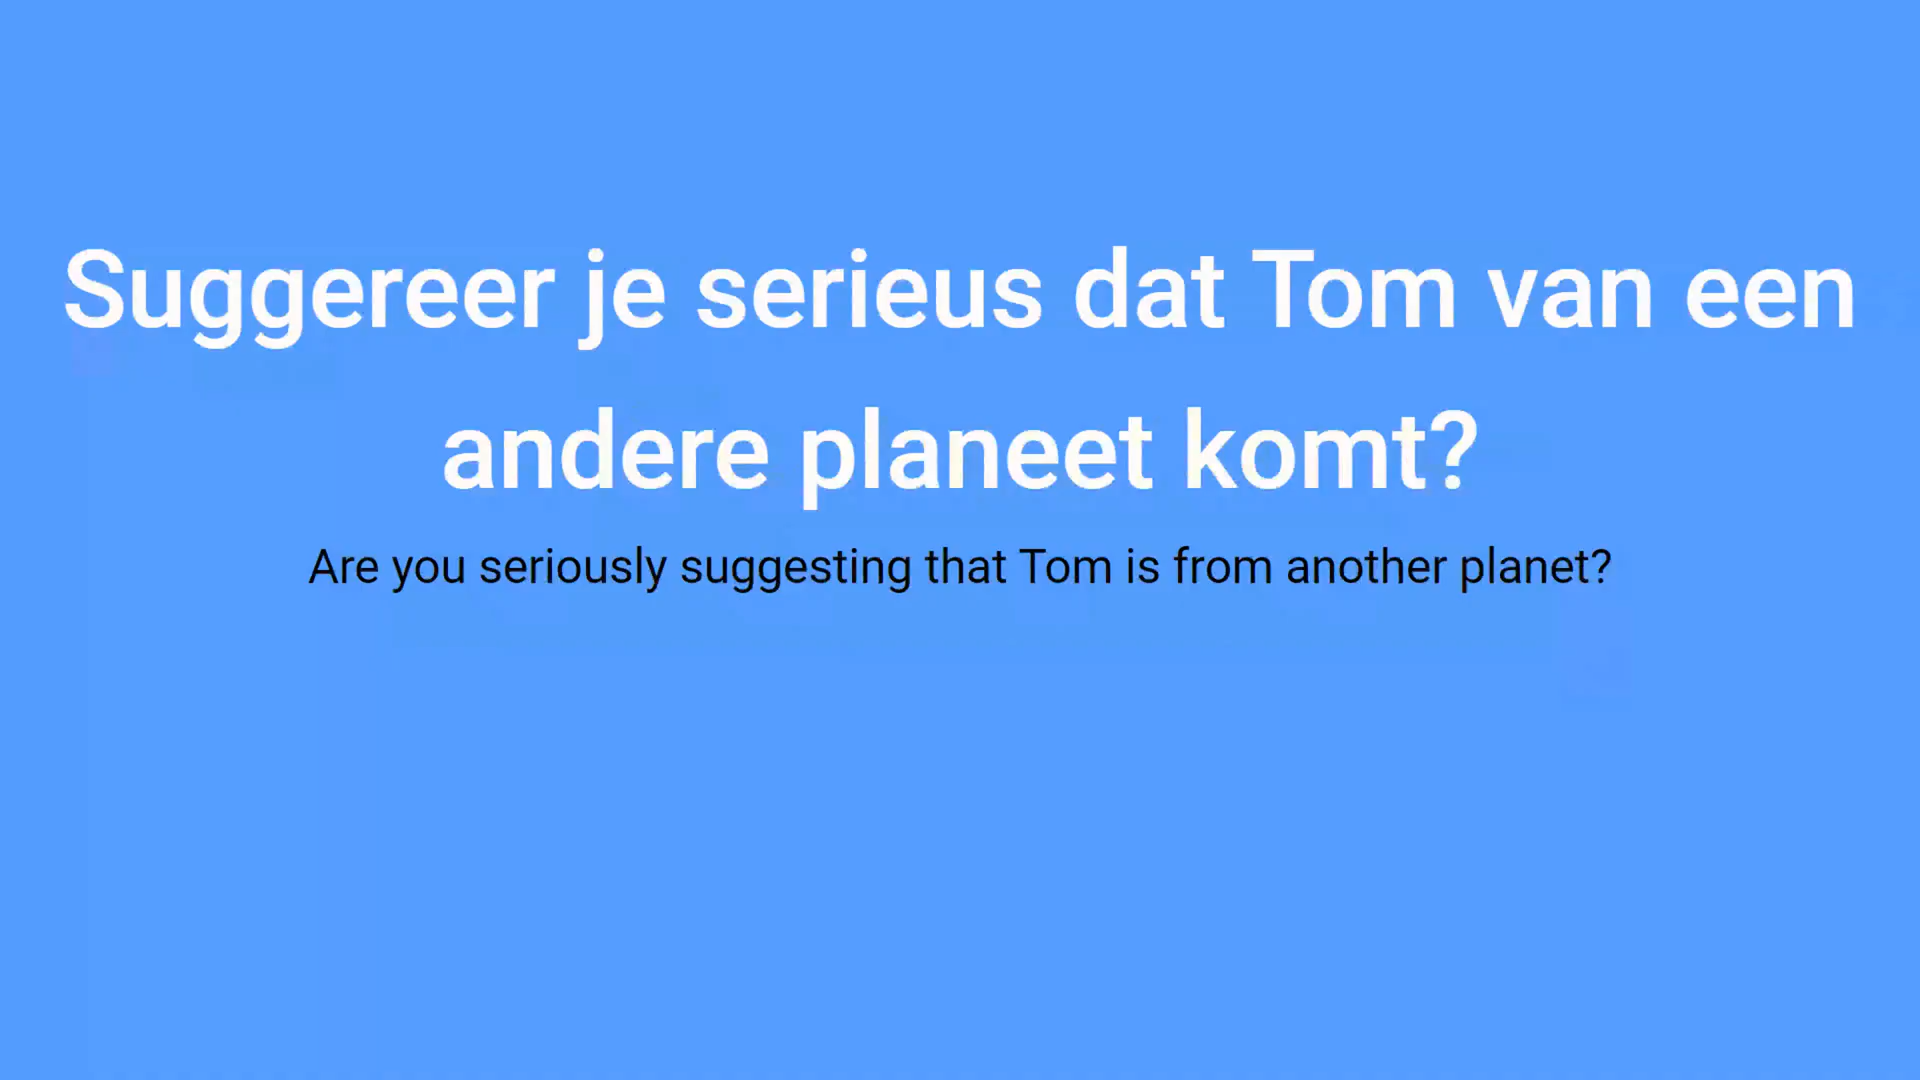 Suggereer je serieus dat Tom van een
andere planeet komt?
Are you seriously suggesting that Tom is from another planet?